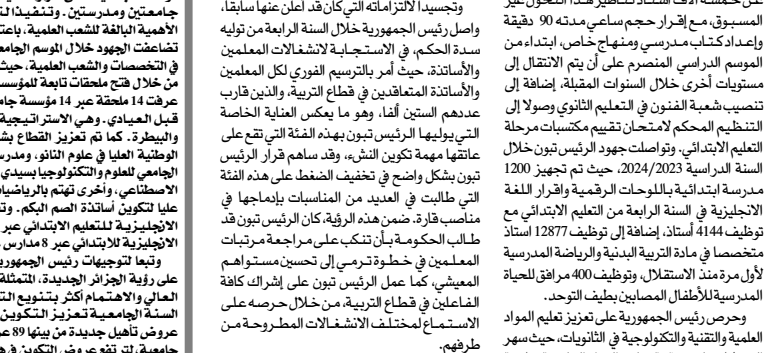 عن خمسة آلاف أستاذ لتأطير هذا التحول غير
المسبوق، مع إقرار حجم ساعي مدته 90 دقيقة
وإعداد كتاب مدرسي ومنهاج خاص، ابتداء من
الموسم الدراسي المنصرم على أن يتم الانتقال إلى
مستويات أخرى خلال السنوات المقبلة، إضافة إلى
تنصيب شعبة الفنون في التعليم الثانوي وصولا إلى
التنظيم المحكم لامتحان تقييم مكتسبات مرحلة
التعليم الابتدائي. وتواصلت جهود الرئيس تبون خلال
السنة الدراسية 2024/2023، حيث تم تجهيز 1200
مدرسة ابتدائية باللوحات الرقمية وإقرار اللغة
الانجليزية في السنة الرابعة من التعليم الابتدائي مع
توظيف 4144 أستاذ، إضافة إلى توظيف 12877 استاذ
متخصصا في مادة التربية البدنية والرياضة المدرسية
لأول مرة منذ الاستقلال، وتوظيف 400 مرافق للحياة
المدرسية للأطفال المصابين بطيف التوحد.
وحرص رئيس الجمهورية على تعزيز تعليم المواد
العلمية والتقنية والتكنولوجية في الثانويات، حيث سهر
وتجسيدا لالتزاماته التي كان قد أعلن عنها سابقا،
واصل رئيس الجمهورية خلال السنة الرابعة من توليه
سدة الحكم، في الاستجابة لانشغالات المعلمين
والأساتذة، حيث أمر بالترسيم الفوري لكل المعلمين
والأساتذة المتعاقدين في قطاع التربية، والذين قارب
عددهم الستين ألفا، وهو ما يعكس العناية الخاصة
التي يوليها الرئيس تبون بهذه الفئة التي تقع على
عاتقها مهمة تكوين النشء، وقد ساهم قرار الرئيس
تبون بشكل واضح في تخفيف الضغط على هذه الفئة
التي طالبت في العديد من المناسبات بإدماجها في
مناصب قارة. ضمن هذه الرؤية، كان الرئيس تبون قد
طالب الحكومة بأن تنكب على مراجعة مرتبات
المعلمين في خطوة ترمي إلى تحسين مستواهم
المعيشي، كما عمل الرئيس تبون على إشراك كافة
الفاعلين في قطاع التربية، من خلال حرصه على
الاستماع لمختلف الانشغالات المطروحة من
طرفهم.
جامعتين ومدرستين. وتنفيذا
الأهمية البالغة للشعب العلمية،
تضاعفت الجهود خلال الموسم
في التخصصات والشعب العلمية،
من خلال فتح ملحقات تابعة
عرفت 14 ملحقة عبر 14 مؤسسة
قبل العيادي. وهي الاستراتيجية
والبيطرة. كما تم تعزيز القطاع
الوطنية العليا في علوم النانو،
الجامعي للعلوم والتكنولوجيا بسيدي
الاصطناعي، وأخرى تهتم
عليا لتكوين أساتذة الصم البكم.
الانجليزية للتعليم الابتدائي عبر
الانجليزية للابتدائي عبر 8 مدارس
وتبعا لتوجيهات رئيس
على رؤية الجزائر الجديدة،
العالي والاهتمام أكثر بتنويع
السنة الجامعية تعزيز التكوين
عروض تأهيل جديدة من بينها 89